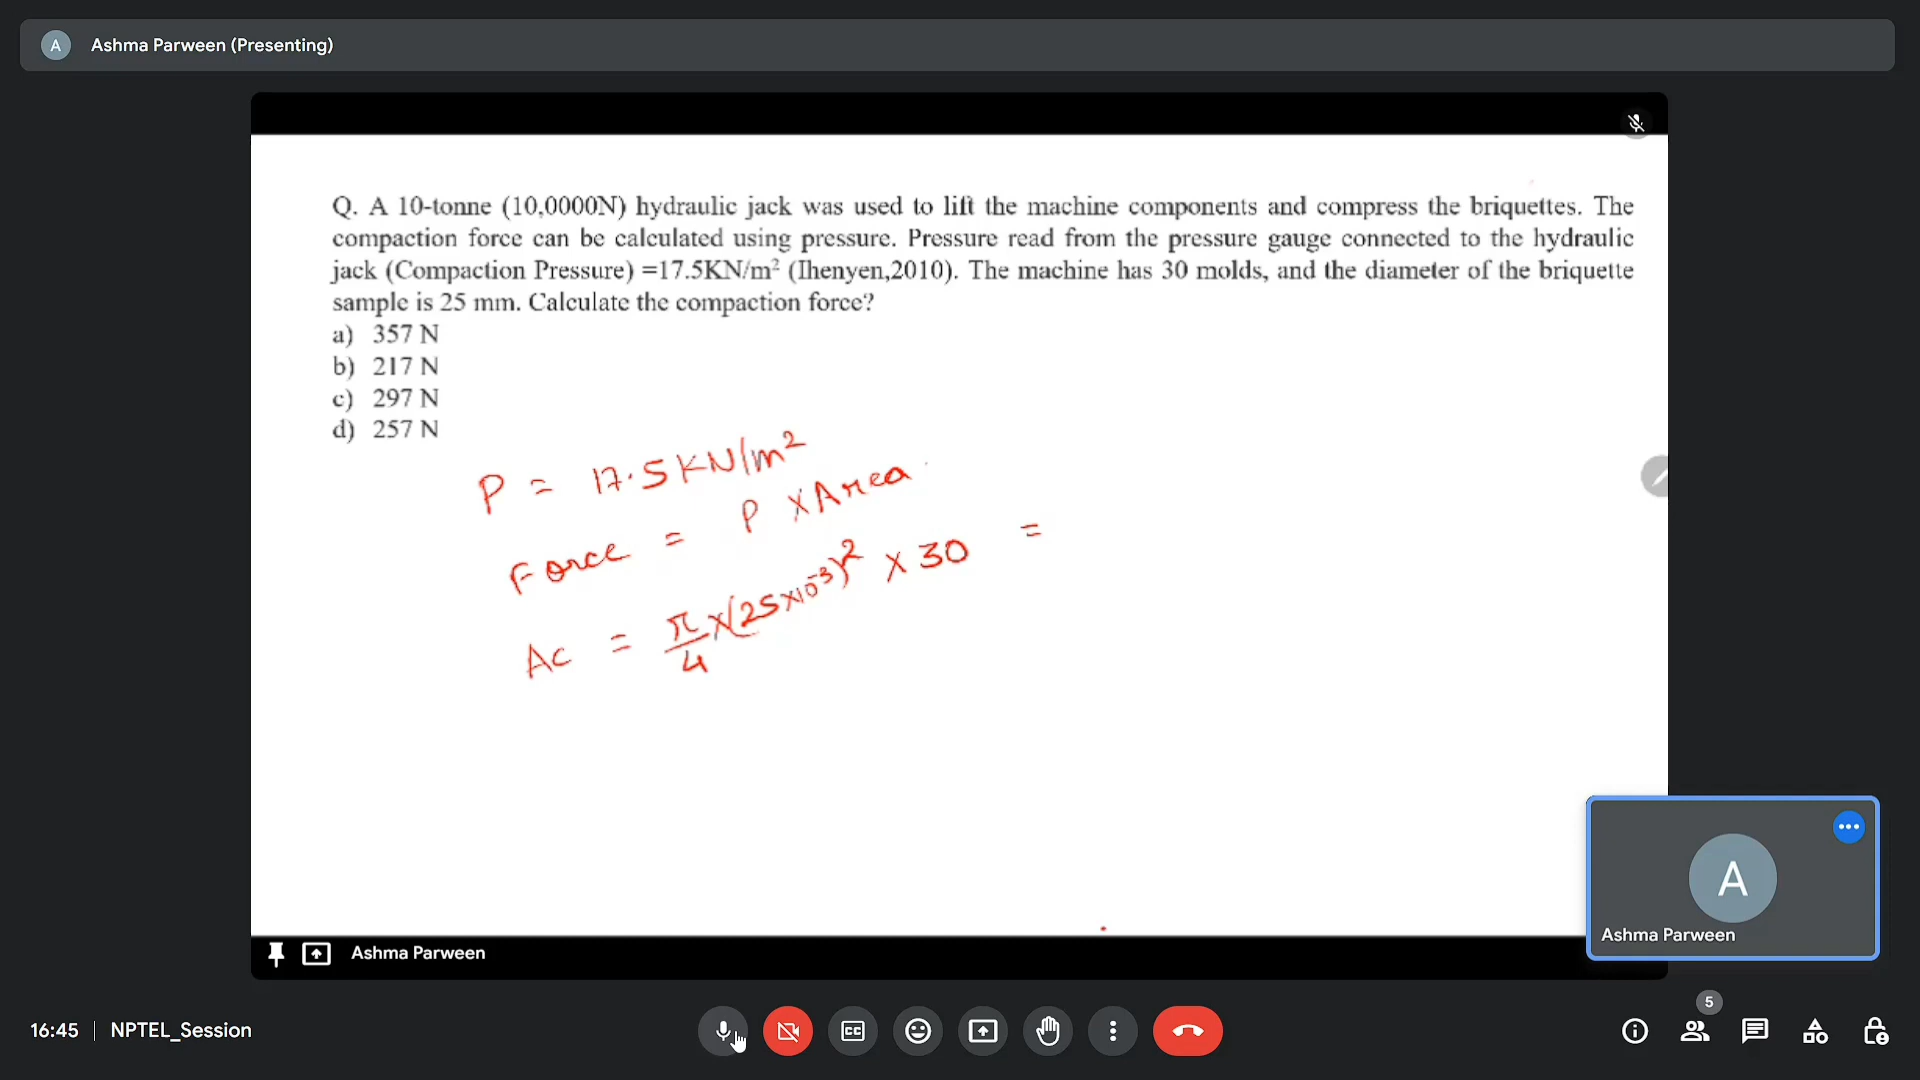 A Ashma Parween (Presenting)
Q. A 10-tonne (10,0000N) hydraulic jack was used to lift the machine components and compress the briquettes. The
compaction force can be calculated using pressure. Pressure read from the pressure gauge connected to the hydraulic
jack (Compaction Pressure) =17.5KN/m² (Ihenyen,2010). The machine has 30 molds, and the diameter of the briquette
sample is 25 mm. Calculate the compaction force?
a) 357 N
b) 217 N
c) 297 N
d) 257 N
P = 17.5 KN/m²
Force = P × Area
Ac = π/4 × (25×10⁻³)² × 30 =
A
Ashma Parween
Ashma Parween
5
16:45 | NPTEL_Session
CC